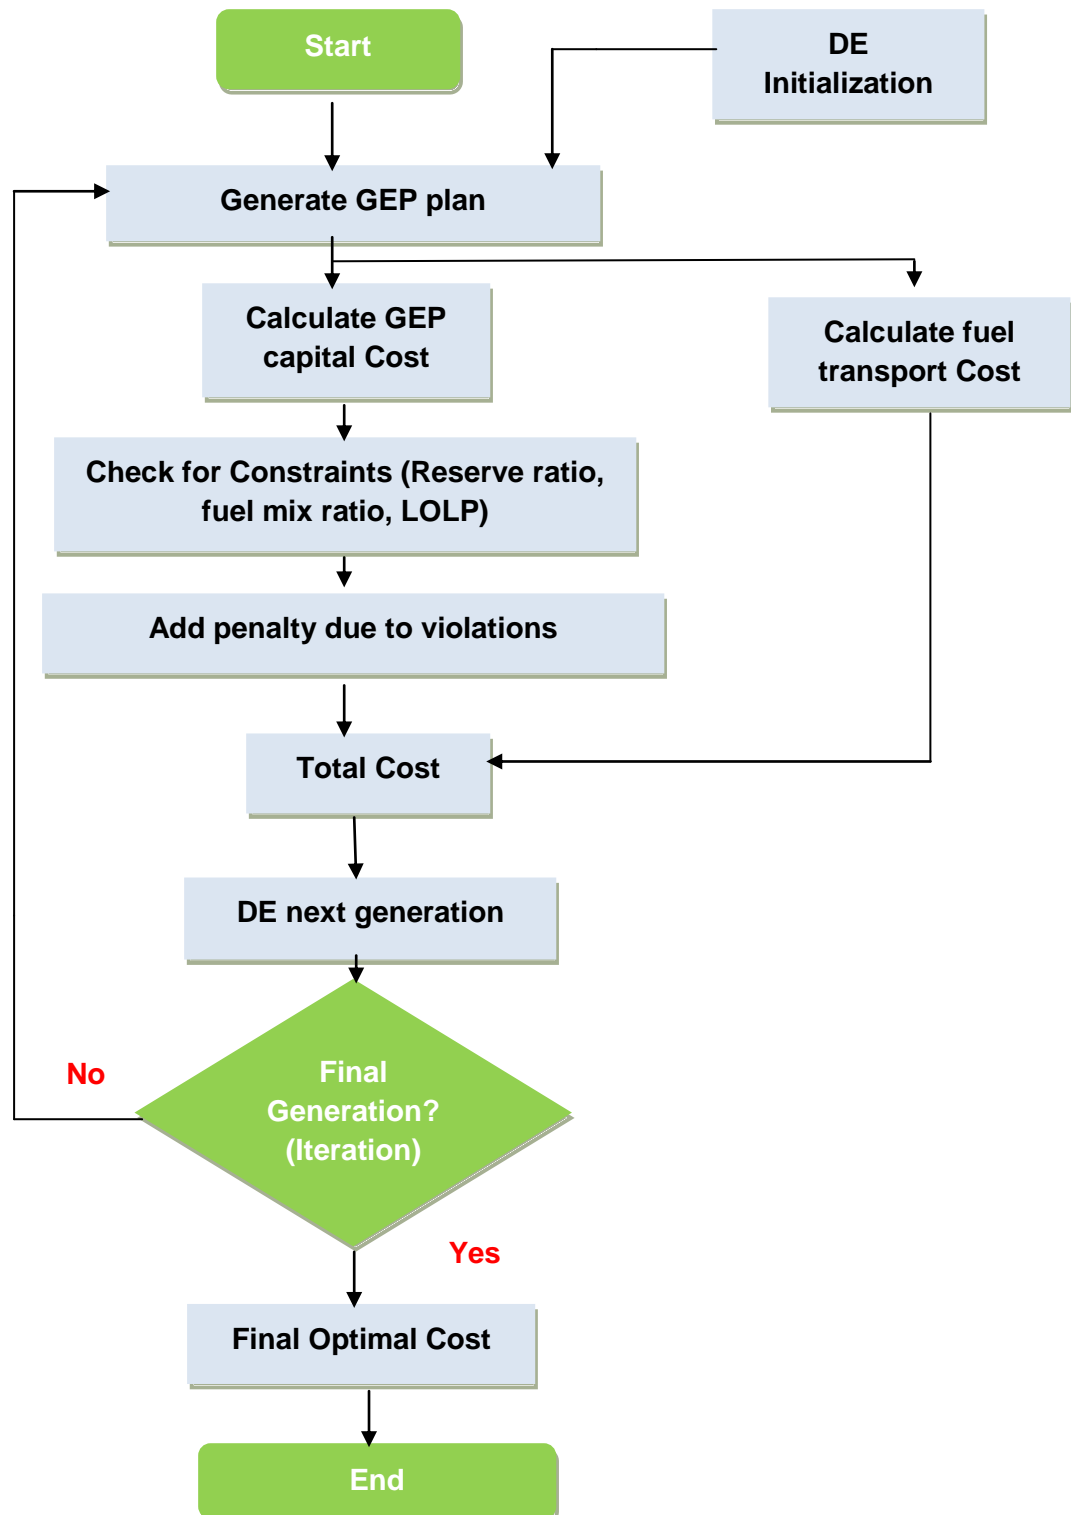 Start
DE
Initialization
Generate GEP plan
Calculate GEP
capital Cost
Calculate fuel
transport Cost
Check for Constraints (Reserve ratio,
fuel mix ratio, LOLP)
Add penalty due to violations
Total Cost
DE next generation
No
Final
Generation?
(Iteration)
Yes
Final Optimal Cost
End